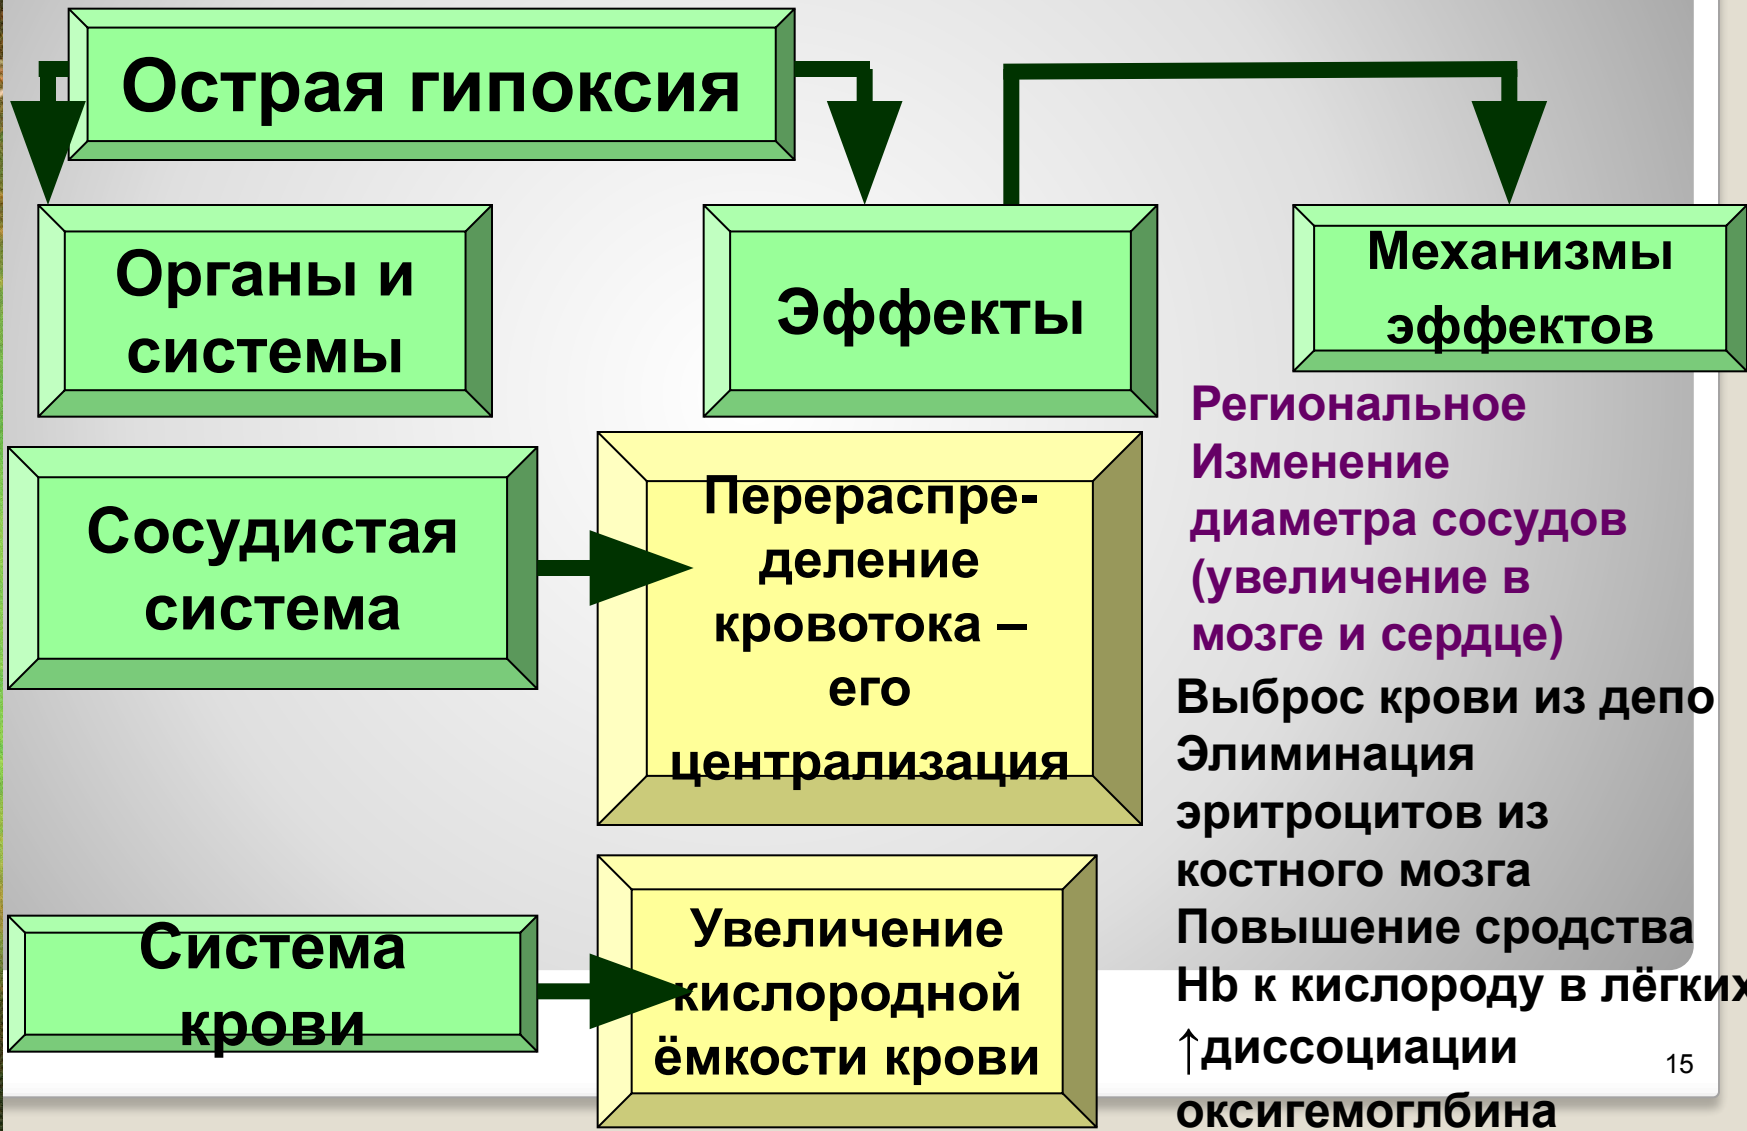 Острая гипоксия
Органы и
системы
Эффекты
Механизмы
эффектов
Сосудистая
система
Перераспре-
деление
кровотока –
его
централизация
Региональное
Изменение
диаметра сосудов
(увеличение в
мозге и сердце)
Система
крови
Увеличение
кислородной
ёмкости крови
Выброс крови из депо
Элиминация
эритроцитов из
костного мозга
Повышение сродства
Hb к кислороду в лёгких
↑диссоциации
оксигемоглбина
15